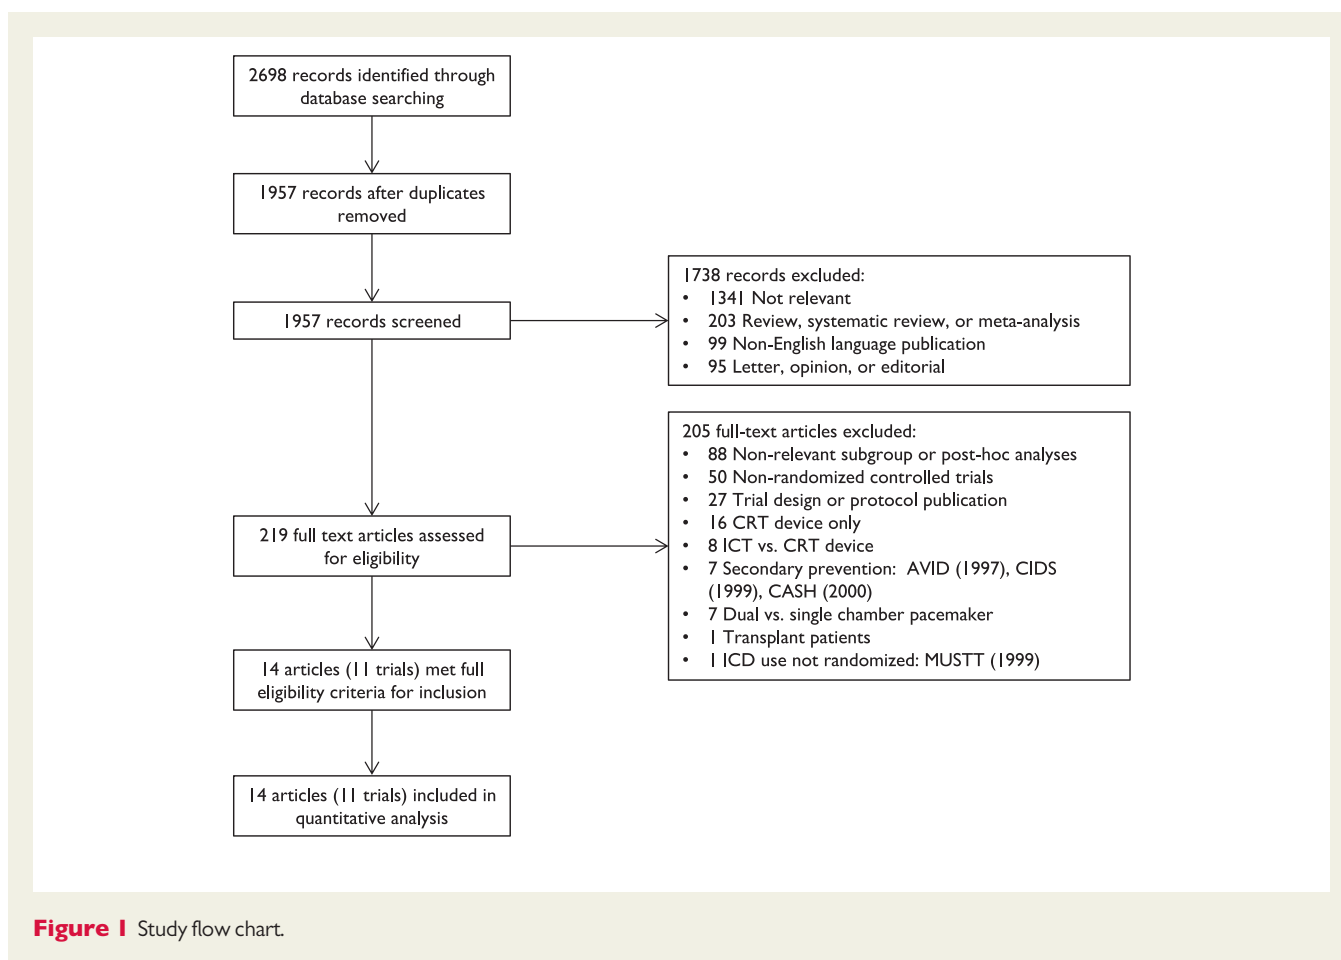 2698 records identified through
database searching
1957 records after duplicates
removed
1957 records screened
1738 records excluded:
• 1341 Not relevant
• 203 Review, systematic review, or meta-analysis
• 99 Non-English language publication
• 95 Letter, opinion, or editorial
219 full text articles assessed
for eligibility
205 full-text articles excluded:
• 88 Non-relevant subgroup or post-hoc analyses
• 50 Non-randomized controlled trials
• 27 Trial design or protocol publication
• 16 CRT device only
• 8 ICT vs. CRT device
• 7 Secondary prevention: AVID (1997), CIDS
(1999), CASH (2000)
• 7 Dual vs. single chamber pacemaker
• 1 Transplant patients
• 1 ICD use not randomized: MUSTT (1999)
14 articles (11 trials) met full
eligibility criteria for inclusion
14 articles (11 trials) included in
quantitative analysis
Figure 1 Study flow chart.